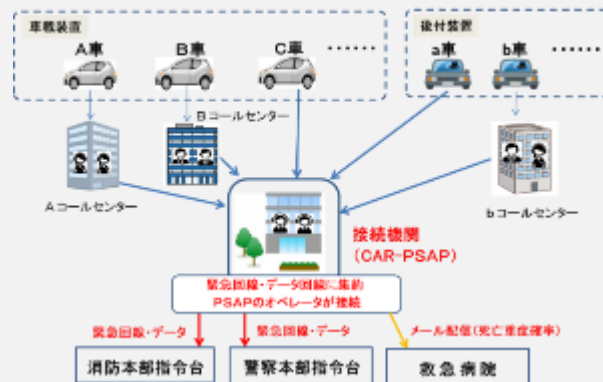 車載装置
後付装置
A車
B車
C車
……
a車
b車
……
Bコールセンター
Aコールセンター
bコールセンター
接続機関
(CAR-PSAP)
緊急回線・データ回線に集約
PSAPのオペレータが接続
緊急回線・データ
緊急回線・データ
メール配信(死亡重症確率)
消防本部指令台
警察本部指令台
救急病院